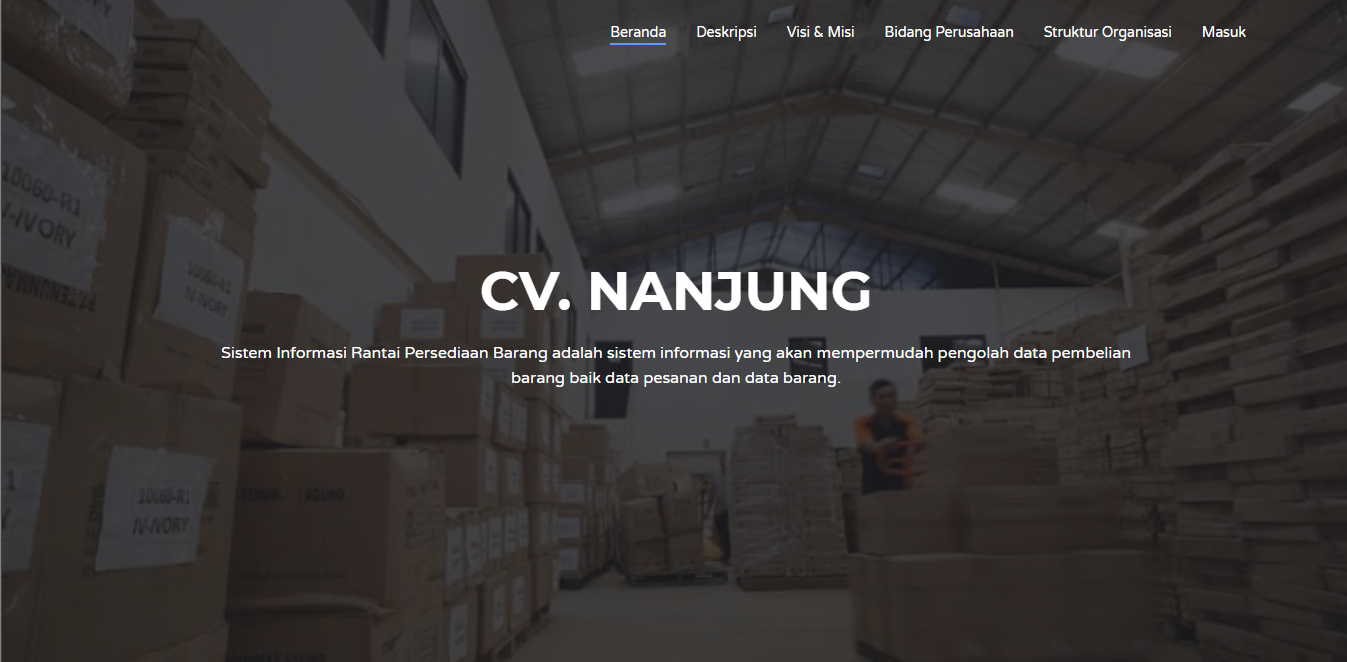 Beranda Deskripsi Visi & Misi Bidang Perusahaan Struktur Organisasi Masuk
CV. NANJUNG
Sistem Informasi Rantai Persediaan Barang adalah sistem informasi yang akan mempermudah pengolah data pembelian
barang baik data pesanan dan data barang.
10060-R1
IV-IVORY
10060-R1
IV-IVORY
10060-R1
IV-IVORY